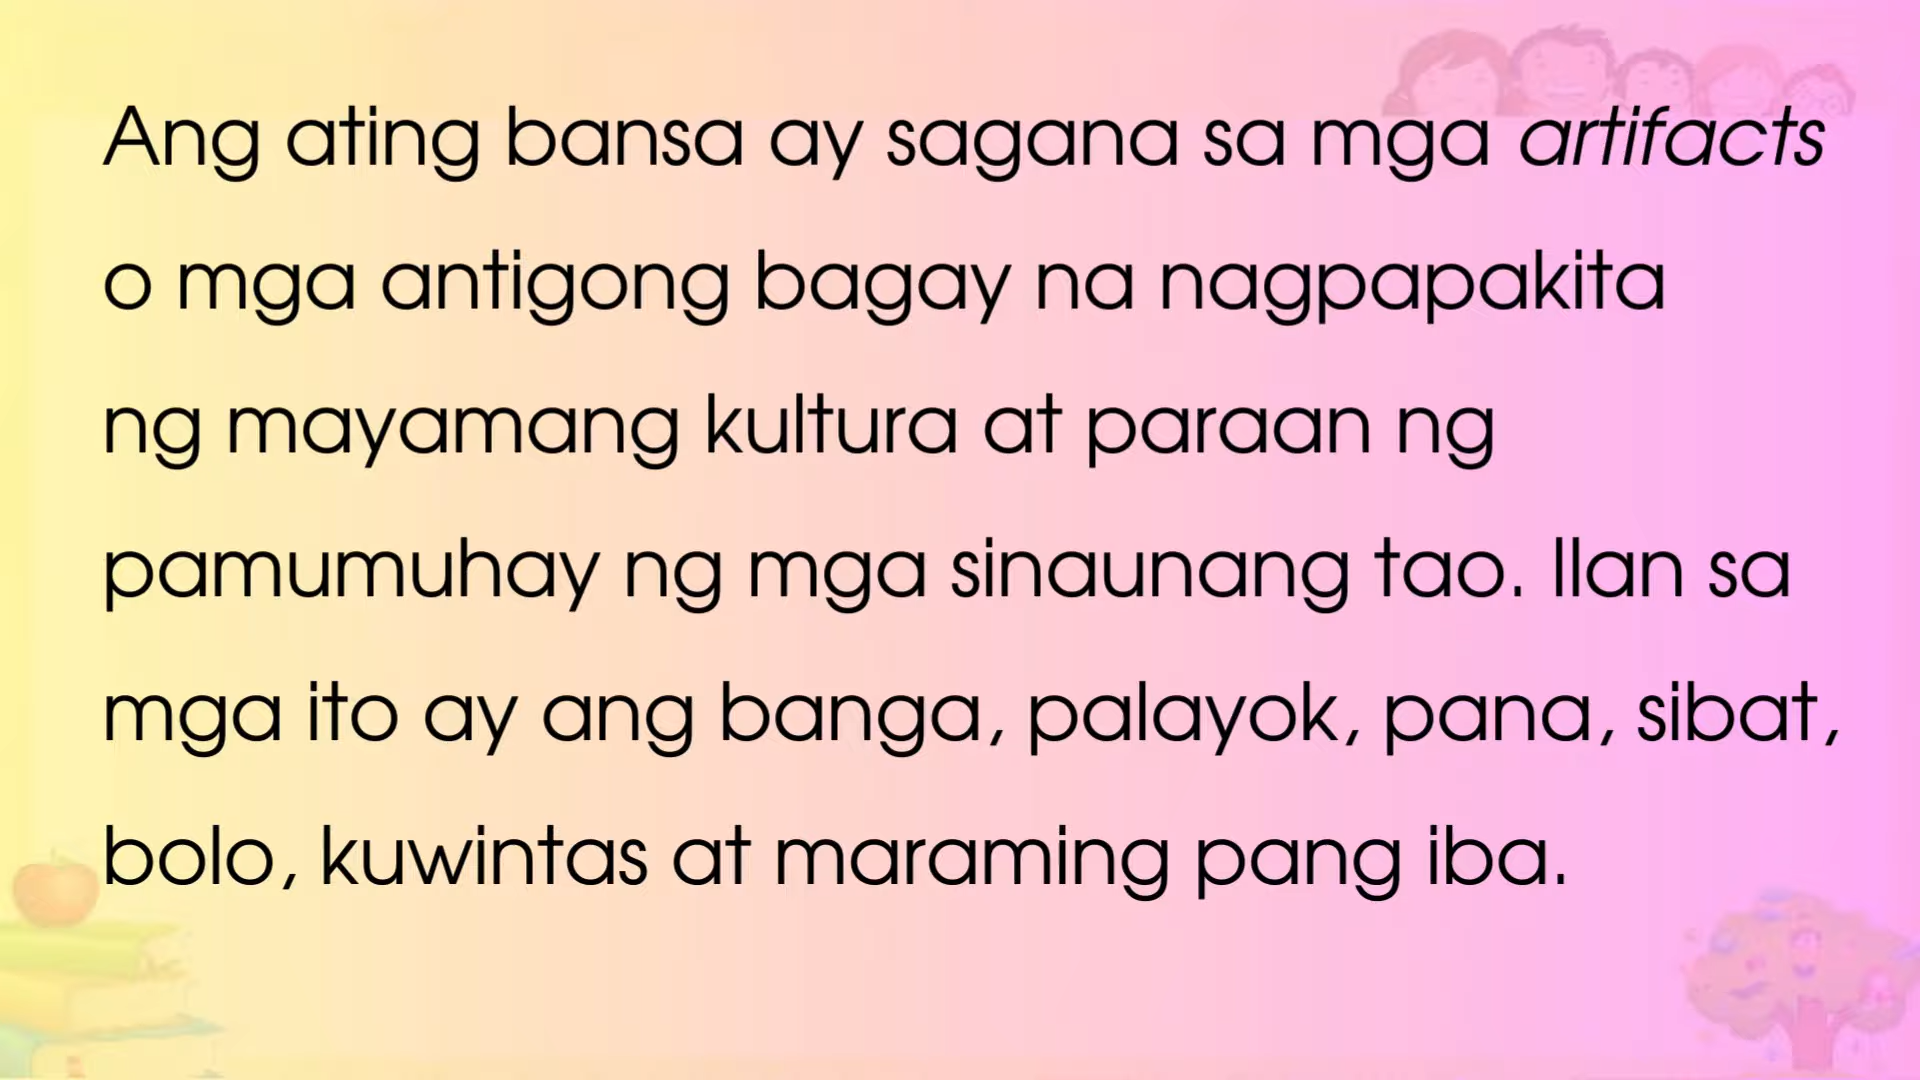 Ang ating bansa ay sagana sa mga artifacts
o mga antigong bagay na nagpapakita
ng mayamang kultura at paraan ng
pamumuhay ng mga sinaunang tao. Ilan sa
mga ito ay ang banga, palayok, pana, sibat,
bolo, kuwintas at maraming pang iba.